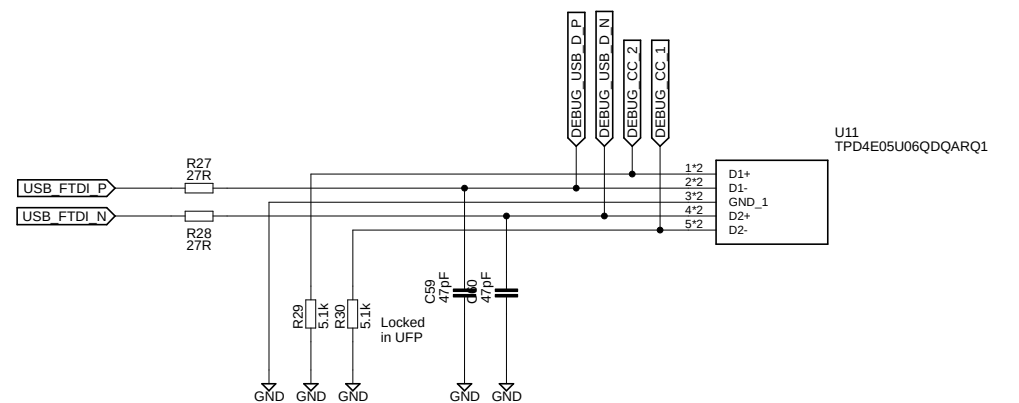 DEBUG_USB_D_P
DEBUG_USB_D_N
DEBUG_CC_2
DEBUG_CC_1
U11
TPD4E05U06QDQARQ1
R27
27R
USB_FTDI_P
USB_FTDI_N
R28
27R
1*2
2*2
3*2
4*2
5*2
D1+
D1-
GND_1
D2+
D2-
R29
5.1k
R30
5.1k
Locked
in UFP
C59
47pF
C60
47pF
GND
GND
GND
GND
GND